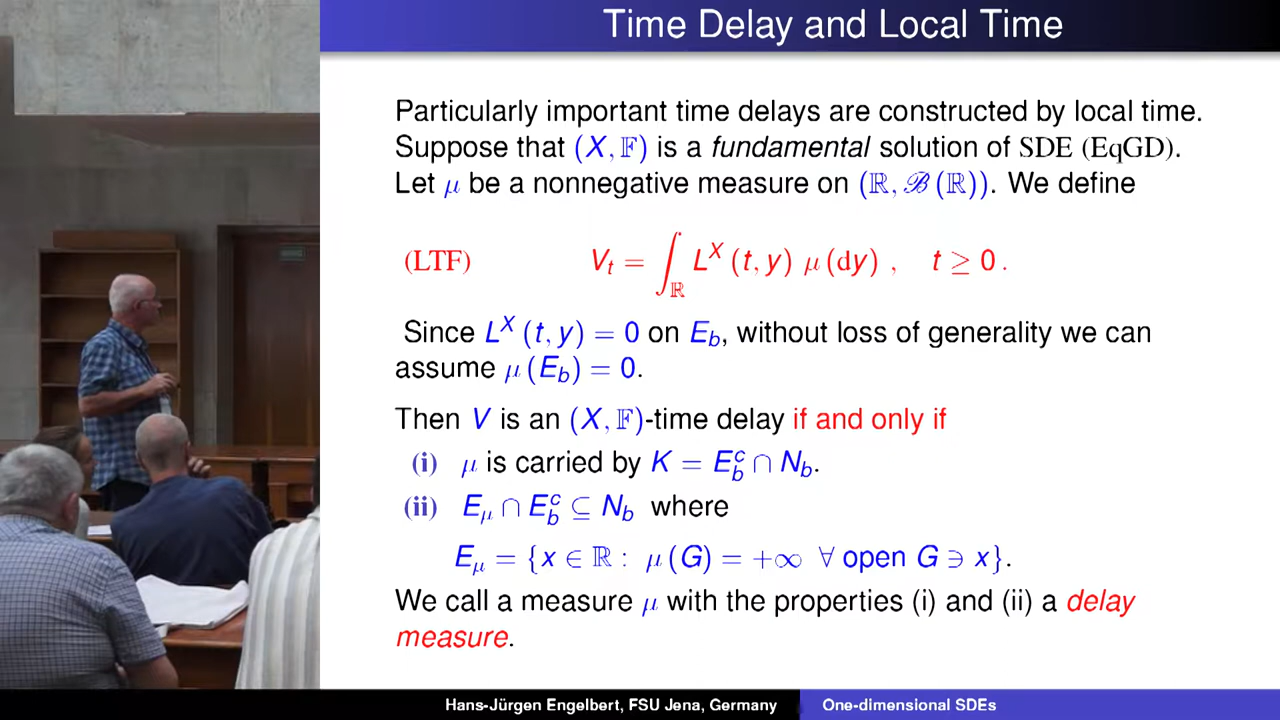 Time Delay and Local Time
Particularly important time delays are constructed by local time.
Suppose that (X, 𝔽) is a fundamental solution of SDE (EqGD).
Let μ be a nonnegative measure on (ℝ, ℬ(ℝ)). We define
(LTF) V_t = ∫_ℝ L^X (t, y) μ (dy) , t ≥ 0 .
Since L^X (t, y) = 0 on E_b, without loss of generality we can
assume μ (E_b) = 0.
Then V is an (X, 𝔽)-time delay if and only if
(i) μ is carried by K = E_b^c ∩ N_b.
(ii) E_μ ∩ E_b^c ⊆ N_b where
E_μ = {x ∈ ℝ : μ (G) = +∞ ∀ open G ∋ x}.
We call a measure μ with the properties (i) and (ii) a delay
measure.
Hans-Jürgen Engelbert, FSU Jena, Germany One-dimensional SDEs